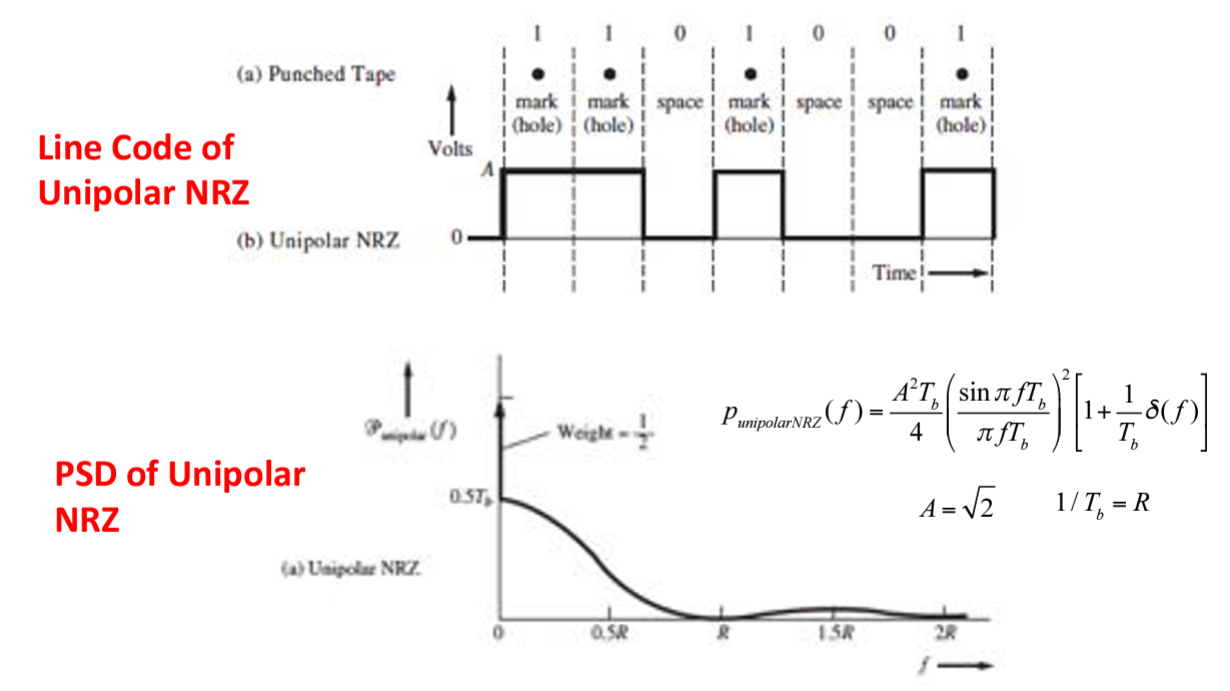 1 1 0 1 0 0 1
(a) Punched Tape
mark mark space mark space space mark
(hole) (hole) (hole) (hole)
Volts
A
Line Code of
Unipolar NRZ
(b) Unipolar NRZ
0
Time
𝒫unipolar (f)
Weight = 1/2
p_unipolarNRZ (f) = A²T_b/4 (sin π f T_b / π f T_b)² [1 + 1/T_b δ(f)]
PSD of Unipolar
NRZ
0.5T_b
A = √2 1 / T_b = R
(a) Unipolar NRZ
0 0.5R R 1.5R 2R
f